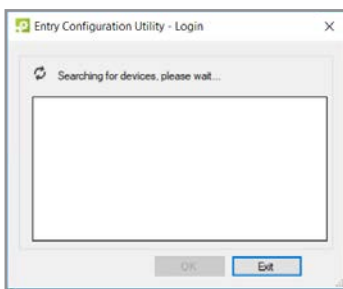 Entry Configuration Utility - Login
Searching for devices, please wait...
OK
Exit